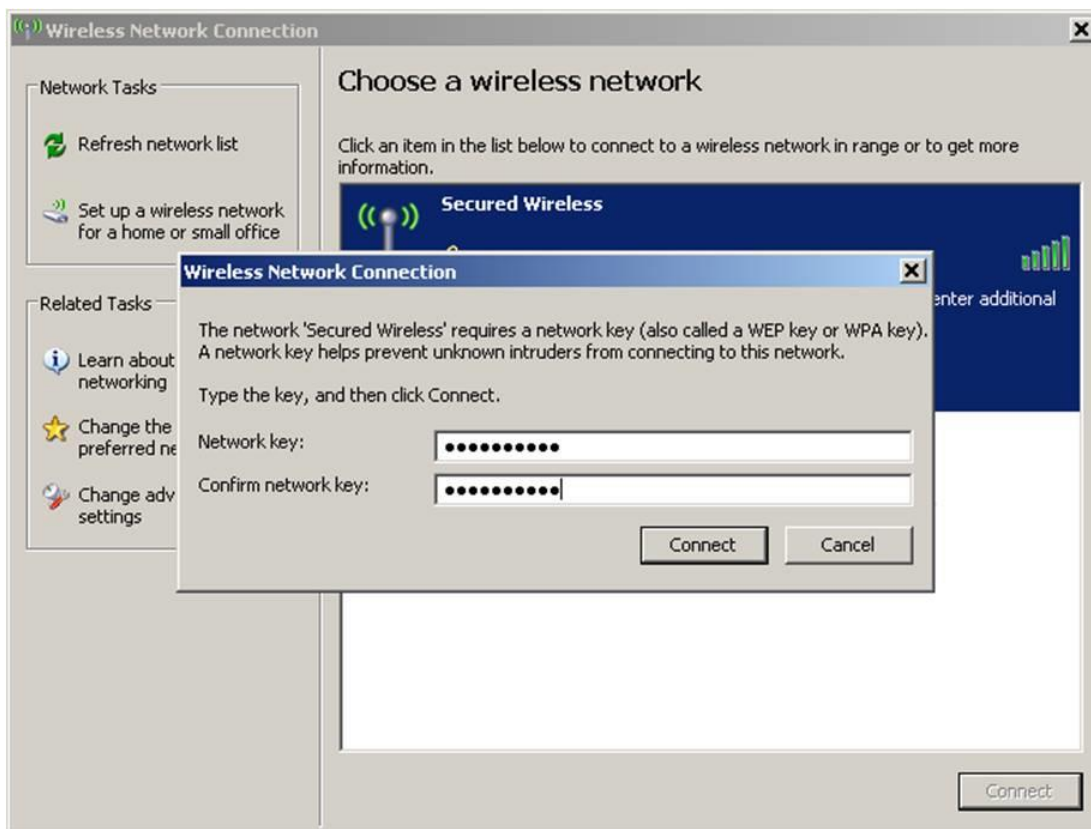 Wireless Network Connection
Network Tasks
Refresh network list
Set up a wireless network
for a home or small office
Related Tasks
Learn about
networking
Change the
preferred ne
Change adv
settings
Choose a wireless network
Click an item in the list below to connect to a wireless network in range or to get more
information.
Secured Wireless
enter additional
Wireless Network Connection
The network 'Secured Wireless' requires a network key (also called a WEP key or WPA key).
A network key helps prevent unknown intruders from connecting to this network.
Type the key, and then click Connect.
Network key: ••••••••••
Confirm network key: ••••••••••
Connect Cancel
Connect